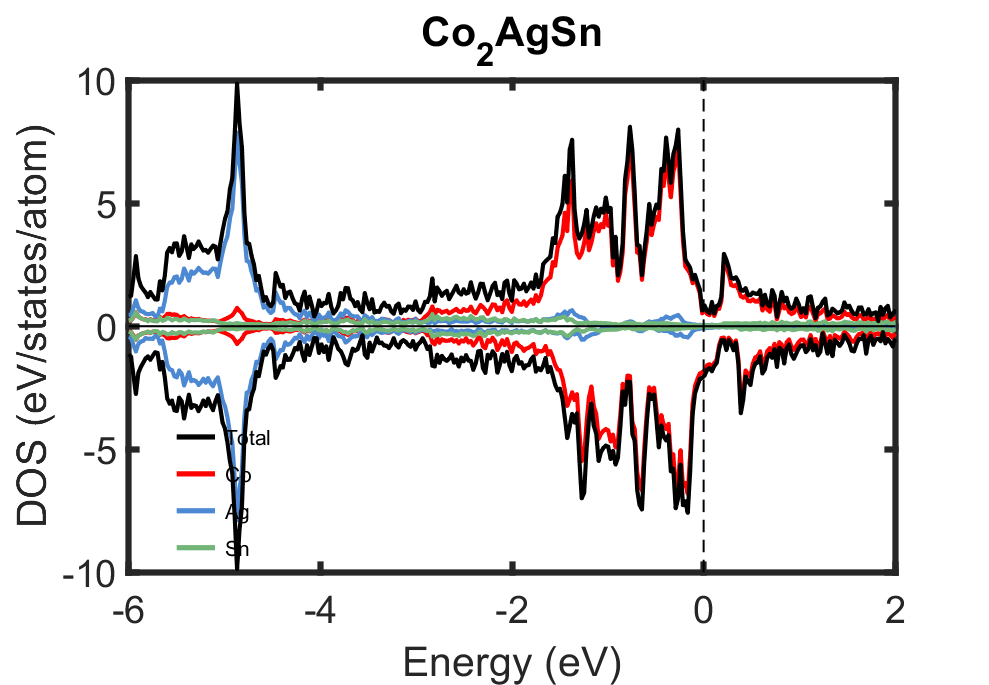 Co2AgSn
DOS (eV/states/atom)
10
5
0
-5
-10
Total
Co
Ag
Sn
-6 -4 -2 0 2
Energy (eV)